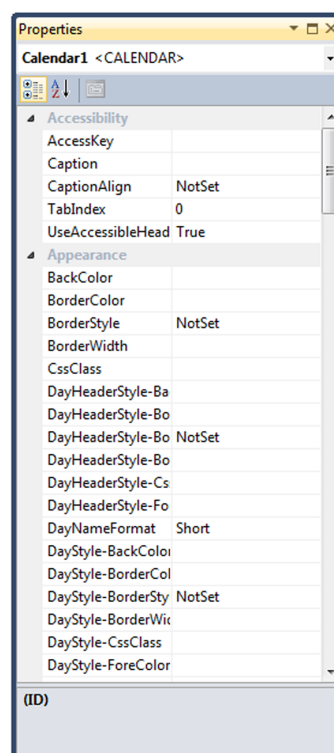 Properties
Calendar1 <CALENDAR>
Accessibility
AccessKey
Caption
CaptionAlign NotSet
TabIndex 0
UseAccessibleHead True
Appearance
BackColor
BorderColor
BorderStyle NotSet
BorderWidth
CssClass
DayHeaderStyle-Ba
DayHeaderStyle-Bo
DayHeaderStyle-Bo NotSet
DayHeaderStyle-Bo
DayHeaderStyle-Cs
DayHeaderStyle-Fo
DayNameFormat Short
DayStyle-BackColor
DayStyle-BorderCol
DayStyle-BorderSty NotSet
DayStyle-BorderWid
DayStyle-CssClass
DayStyle-ForeColor
(ID)